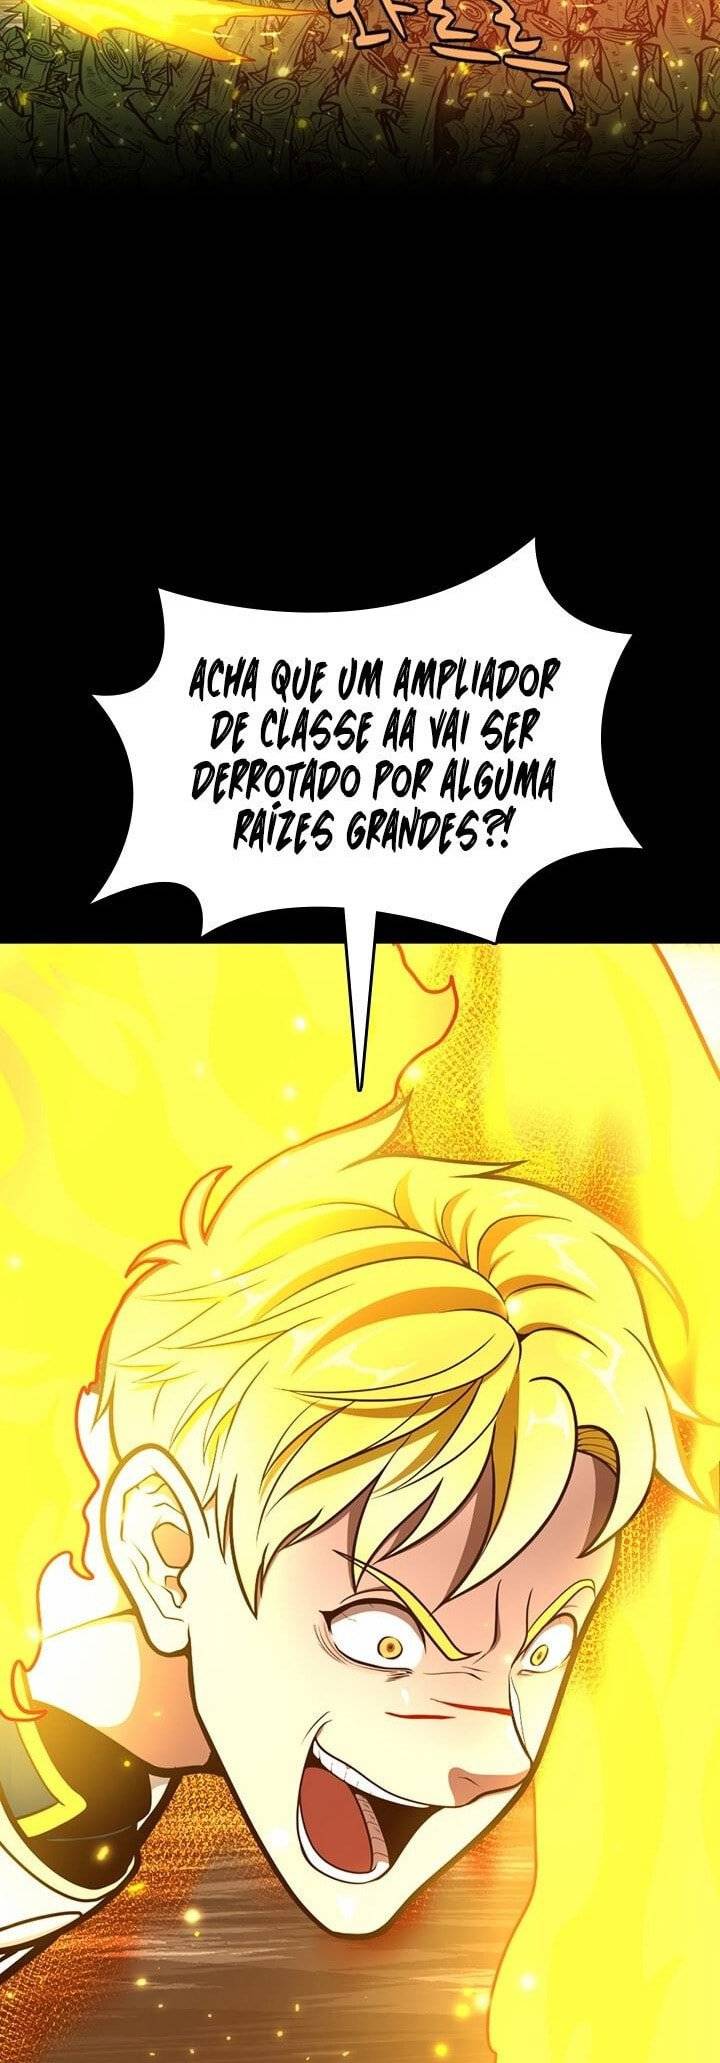 ACHA QUE UM AMPLIADOR
DE CLASSE AA VAI SER
DERROTADO POR ALGUMA
RAÍZES GRANDES?!